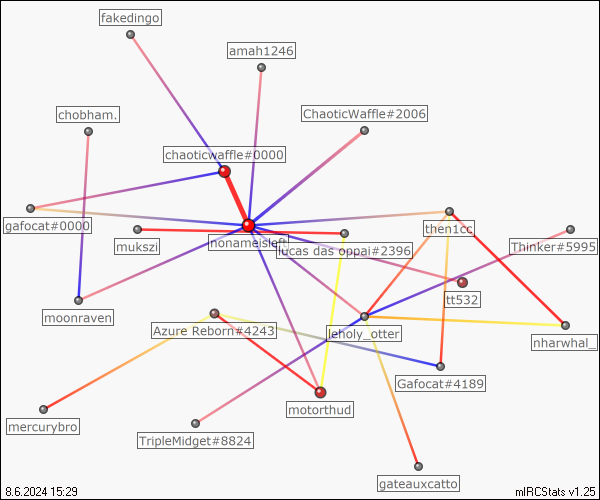 fakedingo
amah1246
chobham.
ChaoticWaffle#2006
chaoticwaffle#0000
gafocat#0000
mukszi
nonameisleft
lucas das oppai#2396
then1cc
Thinker#5995
moonraven
tt532
Azure Reborn#4243
leholy_otter
nharwhal_
Gafocat#4189
mercurybro
motorthud
TripleMidget#8824
gateauxcatto
8.6.2024 15:29
mIRCStats v1.25